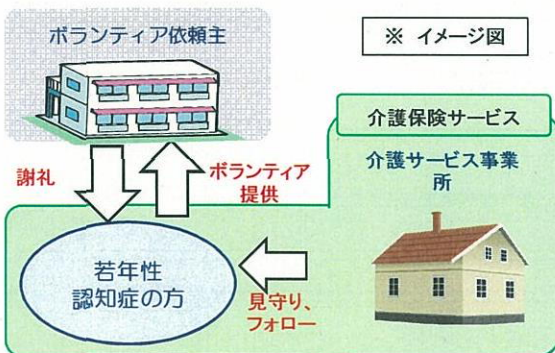 ボランティア依頼主
※ イメージ図
介護保険サービス
介護サービス事業
所
謝礼
ボランティア
提供
若年性
認知症の方
見守り、
フォロー